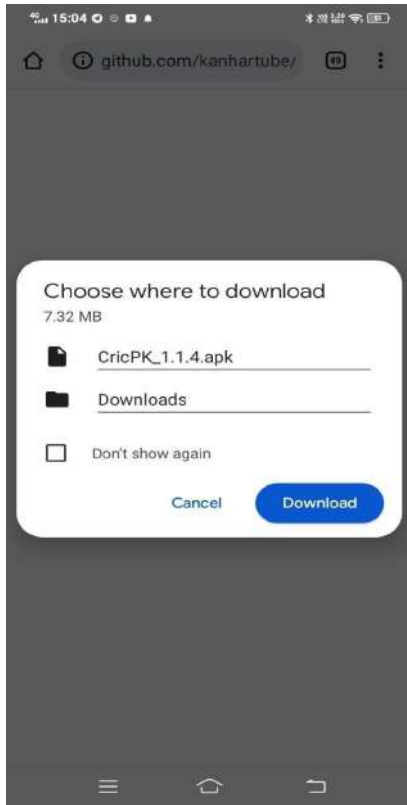 4G 15:04
github.com/kanhartube/
Choose where to download
7.32 MB
CricPK_1.1.4.apk
Downloads
Don't show again
Cancel Download